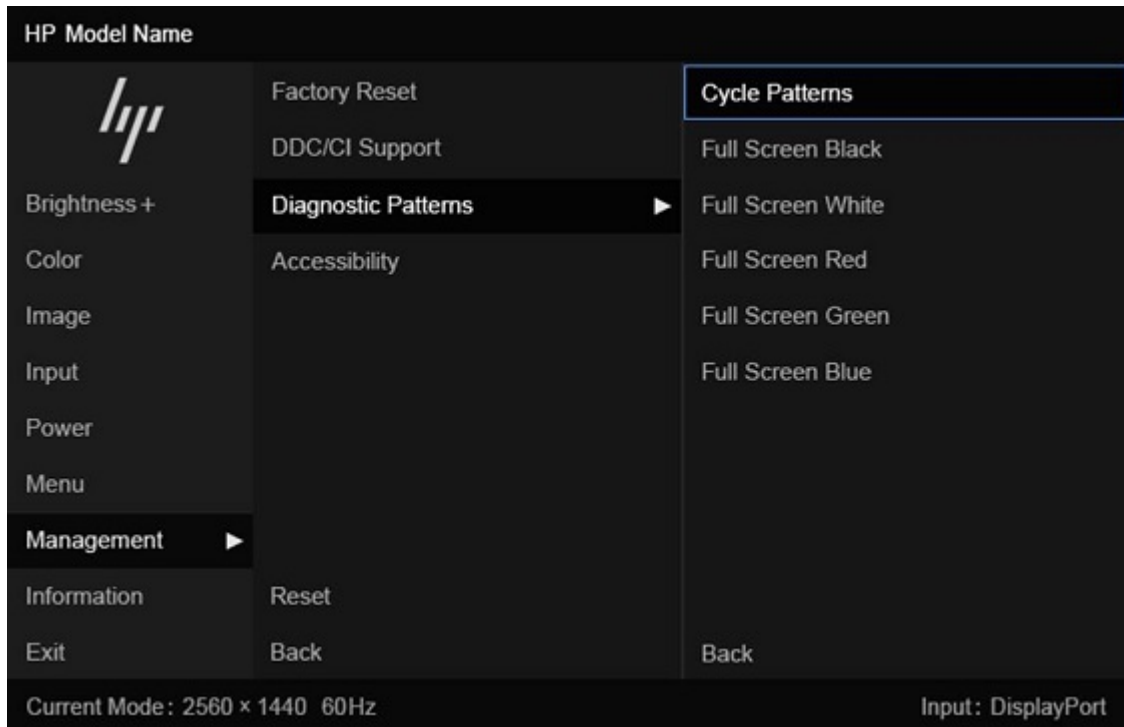 HP Model Name
hp
Brightness+
Color
Image
Input
Power
Menu
Management ▶
Information
Exit
Factory Reset
DDC/CI Support
Diagnostic Patterns ▶
Accessibility
Reset
Back
Cycle Patterns
Full Screen Black
Full Screen White
Full Screen Red
Full Screen Green
Full Screen Blue
Back
Current Mode: 2560 × 1440 60Hz
Input: DisplayPort